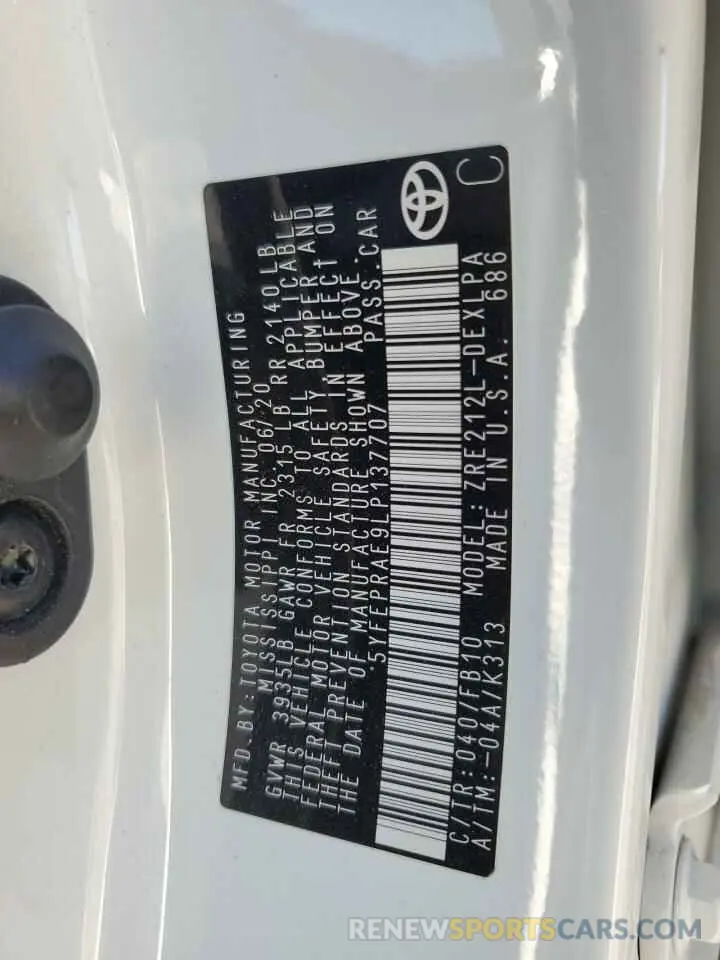 MFD.BY:TOYOTA MOTOR MANUFACTURING
MISSISSIPPI INC. 06/20
GVWR 3935LB GAWR FR 2315 LB RR 2140LB
THIS VEHICLE CONFORMS TO ALL APPLICABLE
FEDERAL MOTOR VEHICLE SAFETY, BUMPER AND
THEFT PREVENTION STANDARDS IN EFFECT ON
THE DATE OF MANUFACTURE SHOWN ABOVE.
5YFEPRAE9LP137707 PASS.CAR
C/TR:040/FB10 MODEL:ZRE212L-DEXLPA
A/TM:-04A/K313 MADE IN U.S.A. 686
C
RENEWSPORTSCARS.COM